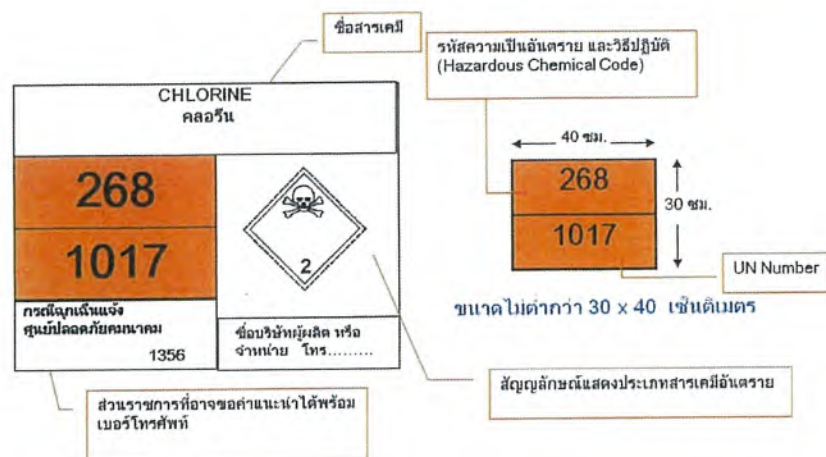 ชื่อสารเคมี
รหัสความเป็นอันตราย และวิธีปฏิบัติ
(Hazardous Chemical Code)
CHLORINE
คลอรีน
268
1017
2
กรณีฉุกเฉินแจ้ง
ศูนย์ปลอดภัยคมนาคม
1356
ชื่อบริษัทผู้ผลิต หรือ
จำหน่าย โทร.........
40 ซม.
268
1017
30 ซม.
UN Number
ขนาดไม่ต่ำกว่า 30 x 40 เซ็นติเมตร
สัญญลักษณ์แสดงประเภทสารเคมีอันตราย
ส่วนราชการที่อาจขอคำแนะนำได้พร้อม
เบอร์โทรศัพท์